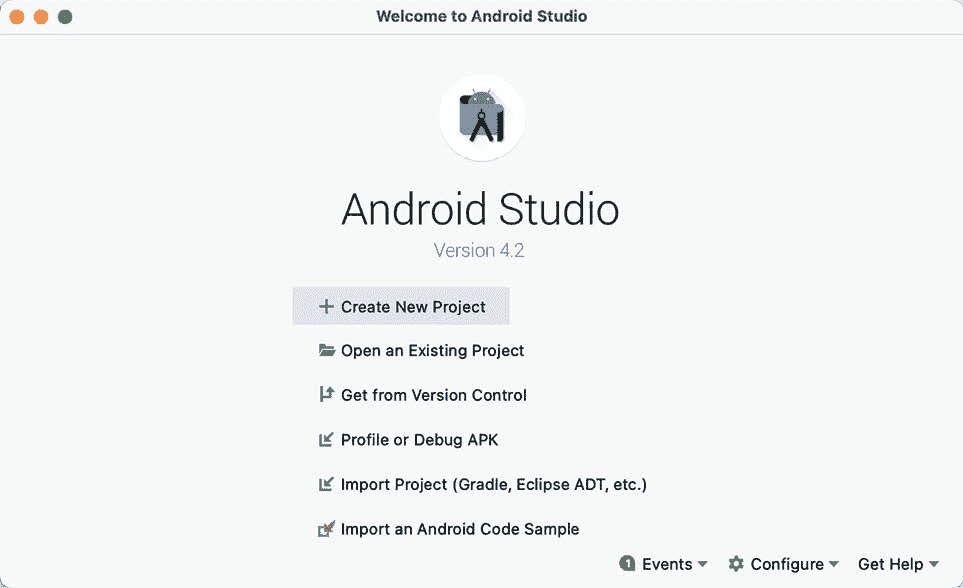 Welcome to Android Studio
Android Studio
Version 4.2
Create New Project
Open an Existing Project
Get from Version Control
Profile or Debug APK
Import Project (Gradle, Eclipse ADT, etc.)
Import an Android Code Sample
1 Events Configure Get Help